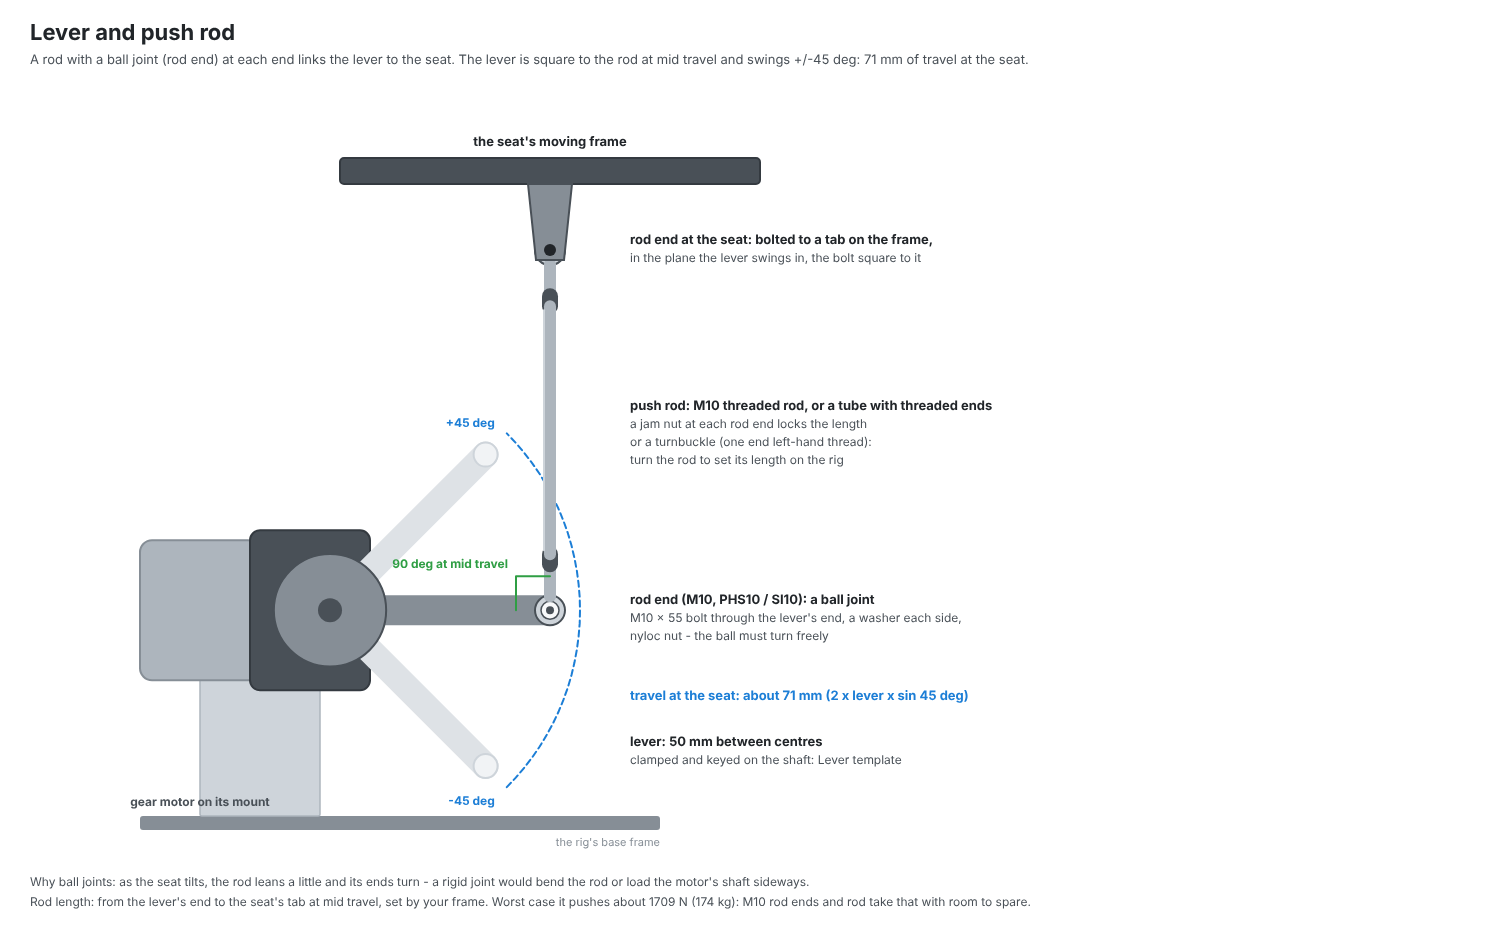 Lever and push rod
A rod with a ball joint (rod end) at each end links the lever to the seat. The lever is square to the rod at mid travel and swings +/-45 deg: 71 mm of travel at the seat.
the seat's moving frame
rod end at the seat: bolted to a tab on the frame,
in the plane the lever swings in, the bolt square to it
push rod: M10 threaded rod, or a tube with threaded ends
a jam nut at each rod end locks the length
or a turnbuckle (one end left-hand thread):
turn the rod to set its length on the rig
+45 deg
90 deg at mid travel
rod end (M10, PHS10 / SI10): a ball joint
M10 × 55 bolt through the lever's end, a washer each side,
nyloc nut - the ball must turn freely
travel at the seat: about 71 mm (2 x lever x sin 45 deg)
lever: 50 mm between centres
clamped and keyed on the shaft: Lever template
gear motor on its mount
-45 deg
the rig's base frame
Why ball joints: as the seat tilts, the rod leans a little and its ends turn - a rigid joint would bend the rod or load the motor's shaft sideways.
Rod length: from the lever's end to the seat's tab at mid travel, set by your frame. Worst case it pushes about 1709 N (174 kg): M10 rod ends and rod take that with room to spare.